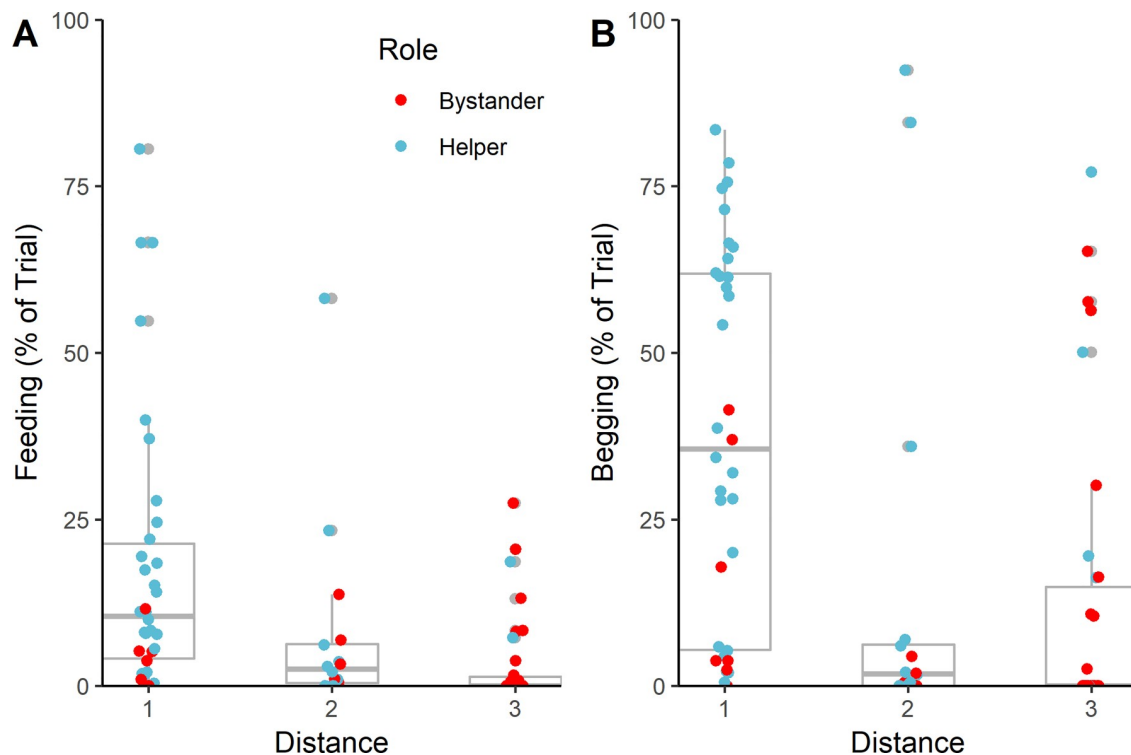 A
100
75
50
25
0
Feeding (% of Trial)
1
2
3
Distance
Role
Bystander
Helper
B
100
75
50
25
0
Begging (% of Trial)
1
2
3
Distance